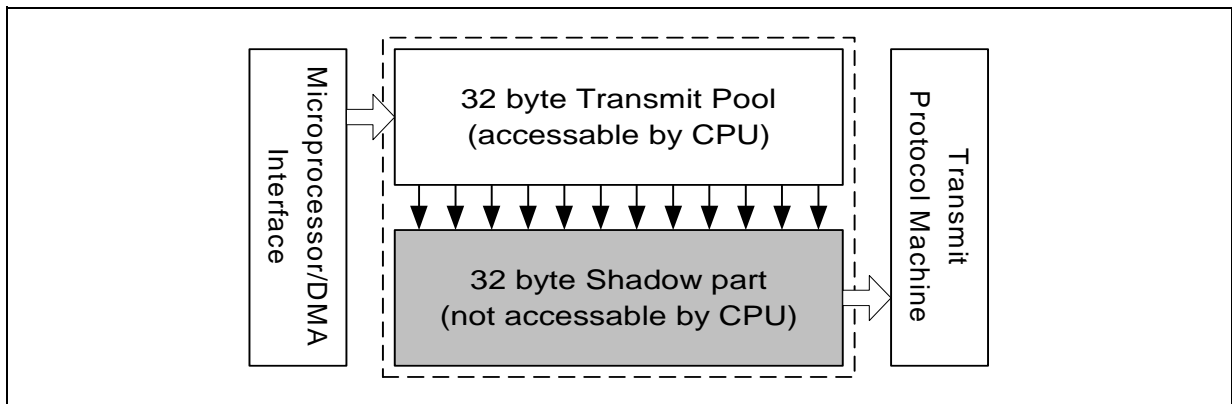 Microprocessor/DMA
Interface
32 byte Transmit Pool
(accessable by CPU)
32 byte Shadow part
(not accessable by CPU)
Transmit
Protocol Machine